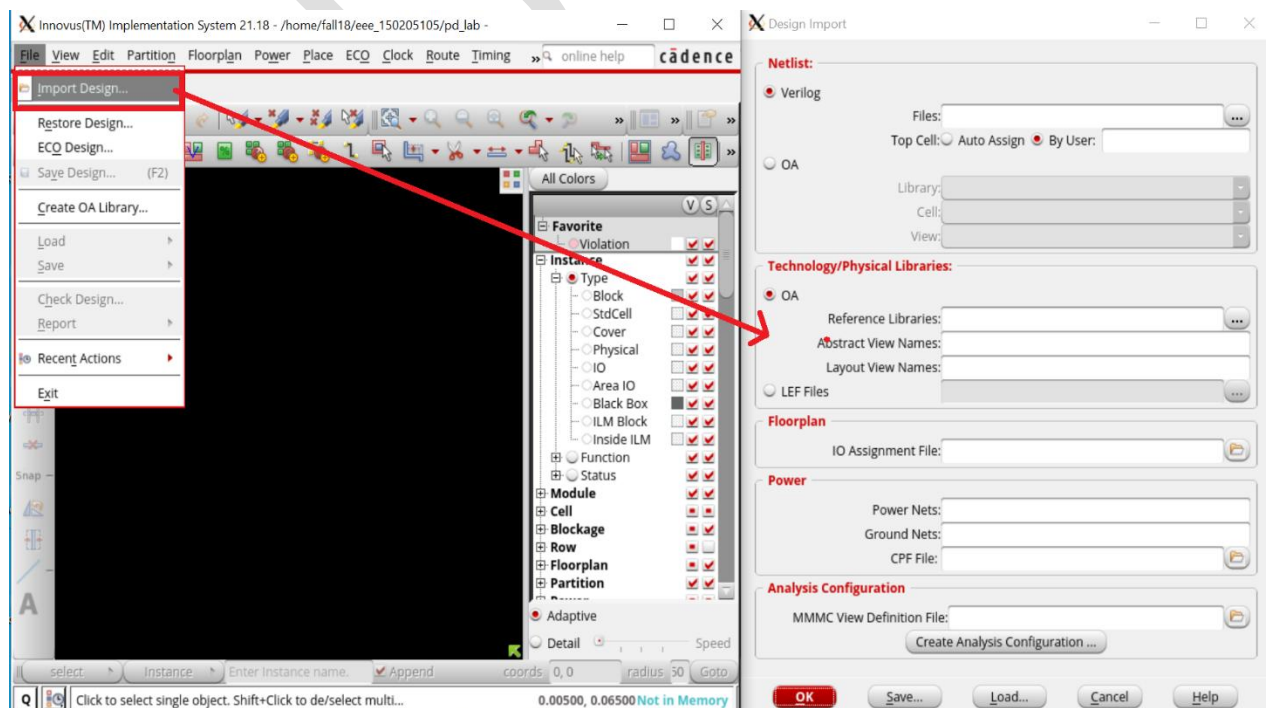 Innovus(TM) Implementation System 21.18 - /home/fall18/eee_150205105/pd_lab -
File View Edit Partition Floorplan Power Place ECO Clock Route Timing » online help cādence
Import Design...
Restore Design...
ECO Design...
Save Design... (F2)
Create OA Library...
Load
Save
Check Design...
Report
Recent Actions
Exit
Snap
A
All Colors
V S
Favorite
Violation
Instance
Type
Block
StdCell
Cover
Physical
IO
Area IO
Black Box
ILM Block
Inside ILM
Function
Status
Module
Cell
Blockage
Row
Floorplan
Partition
Adaptive
Detail Speed
select Instance Enter Instance name. Append coords 0, 0 radius 50 Goto
Q Click to select single object. Shift+Click to de/select multi... 0.00500, 0.06500 Not in Memory
Design Import
Netlist:
Verilog
Files: ...
Top Cell: Auto Assign By User:
OA
Library:
Cell:
View:
Technology/Physical Libraries:
OA
Reference Libraries: ...
Abstract View Names:
Layout View Names:
LEF Files ...
Floorplan
IO Assignment File:
Power
Power Nets:
Ground Nets:
CPF File:
Analysis Configuration
MMMC View Definition File:
Create Analysis Configuration ...
OK Save... Load... Cancel Help